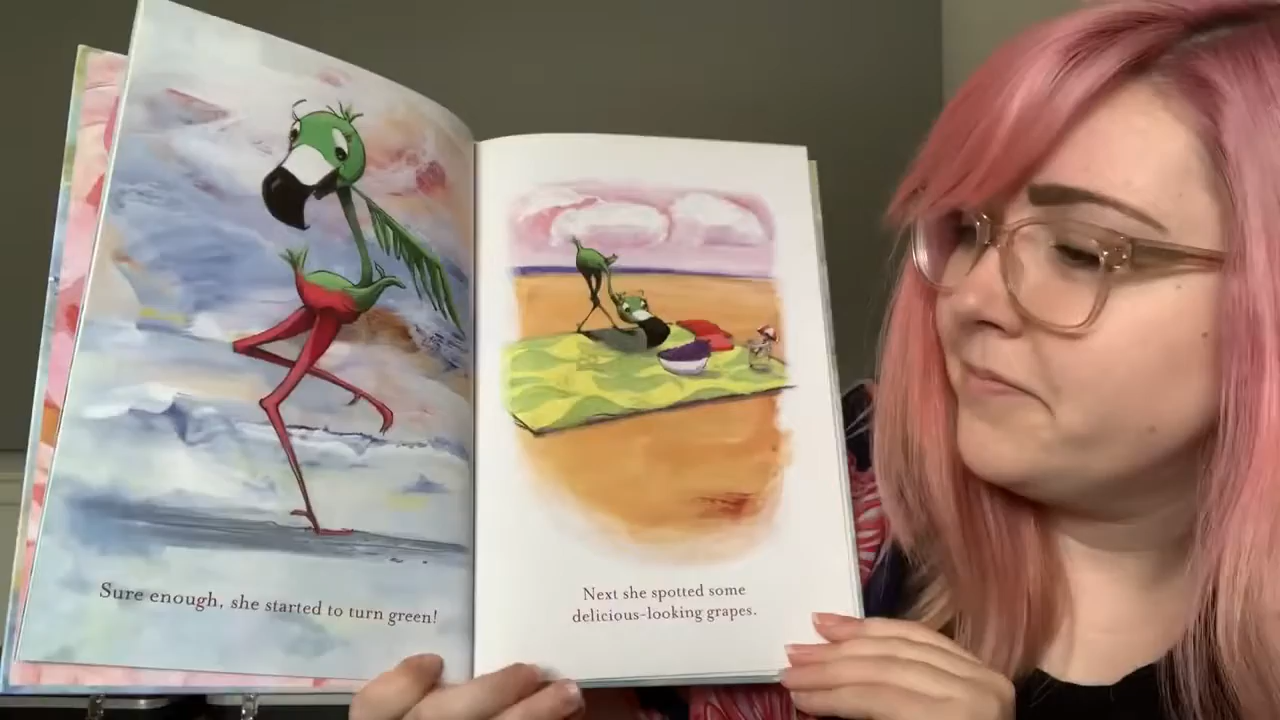 Sure enough, she started to turn green!
Next she spotted some
delicious-looking grapes.